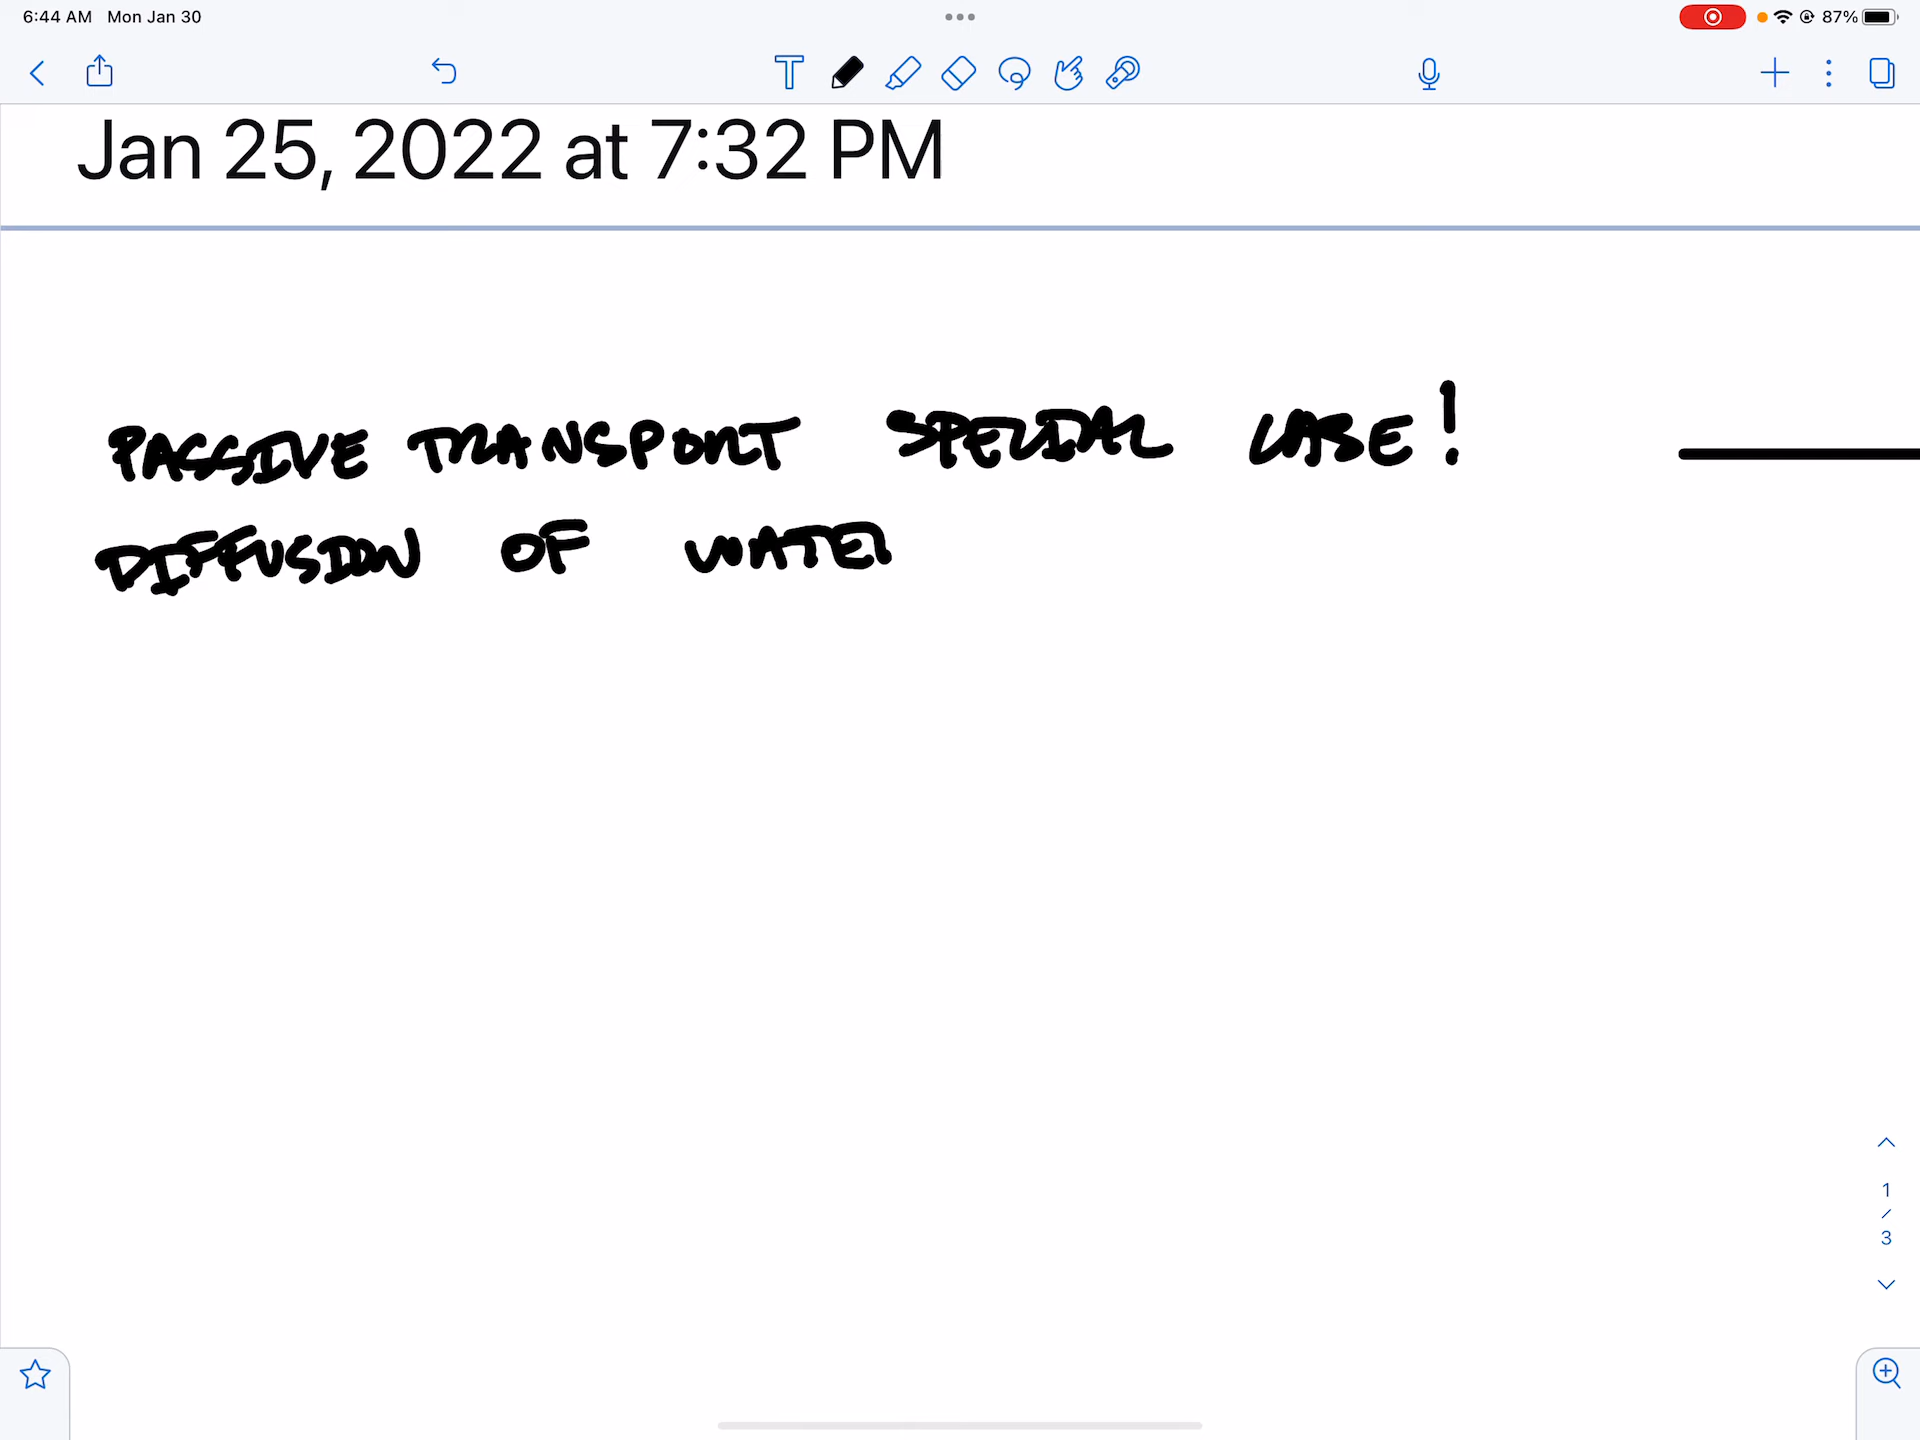 6:44 AM Mon Jan 30
87%
Jan 25, 2022 at 7:32 PM
PASSIVE TRANSPORT SPECIAL CASE!
DIFFUSION OF WATER
1
/
3